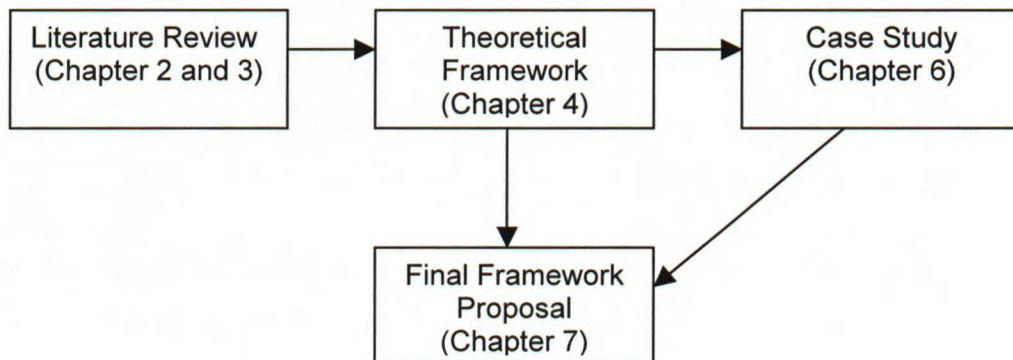 Literature Review
(Chapter 2 and 3)
Theoretical
Framework
(Chapter 4)
Case Study
(Chapter 6)
Final Framework
Proposal
(Chapter 7)